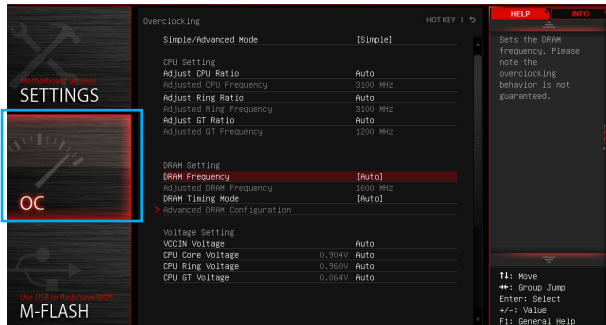 Overclocking
HOT KEY | ↶
HELP
INFO
Simple/Advanced Mode [Simple]
CPU Setting
Adjust CPU Ratio Auto
Adjusted CPU Frequency 3100 MHz
Adjust Ring Ratio Auto
Adjusted Ring Frequency 3100 MHz
Adjust GT Ratio Auto
Adjusted GT Frequency 1200 MHz
DRAM Setting
DRAM Frequency [Auto]
Adjusted DRAM Frequency 1600 MHz
DRAM Timing Mode [Auto]
> Advanced DRAM Configuration
Voltage Setting
VCCIN Voltage Auto
CPU Core Voltage 0.904V Auto
CPU Ring Voltage 0.960V Auto
CPU GT Voltage 0.064V Auto
Motherboard settings
SETTINGS
OC
Use USB to flash/save BIOS
M-FLASH
Sets the DRAM
frequency. Please
note the
overclocking
behavior is not
guaranteed.
↑↓: Move
→←: Group Jump
Enter: Select
+/-: Value
F1: General Help